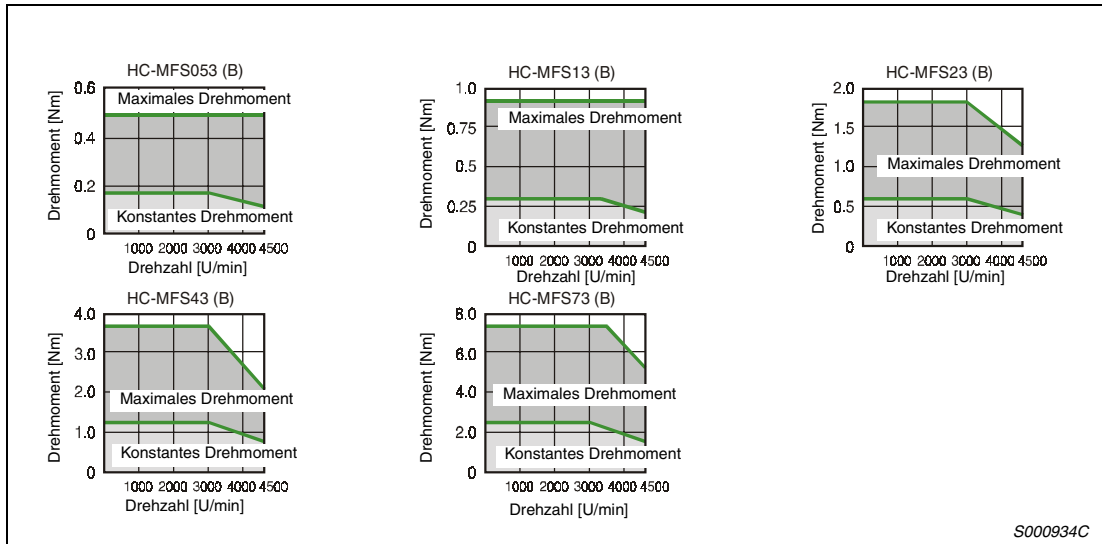 HC-MFS053 (B)
Drehmoment [Nm]
0.6
0.4
0.2
0
Maximales Drehmoment
Konstantes Drehmoment
1000 2000 3000 4000 4500
Drehzahl [U/min]
HC-MFS13 (B)
Drehmoment [Nm]
1.0
0.75
0.5
0.25
0
Maximales Drehmoment
Konstantes Drehmoment
1000 2000 3000 4000 4500
Drehzahl [U/min]
HC-MFS23 (B)
Drehmoment [Nm]
2.0
1.5
1.0
0.5
0
Maximales Drehmoment
Konstantes Drehmoment
1000 2000 3000 4000 4500
Drehzahl [U/min]
HC-MFS43 (B)
Drehmoment [Nm]
4.0
3.0
2.0
1.0
0
Maximales Drehmoment
Konstantes Drehmoment
1000 2000 3000 4000 4500
Drehzahl [U/min]
HC-MFS73 (B)
Drehmoment [Nm]
8.0
6.0
4.0
2.0
0
Maximales Drehmoment
Konstantes Drehmoment
1000 2000 3000 4000 4500
Drehzahl [U/min]
S000934C